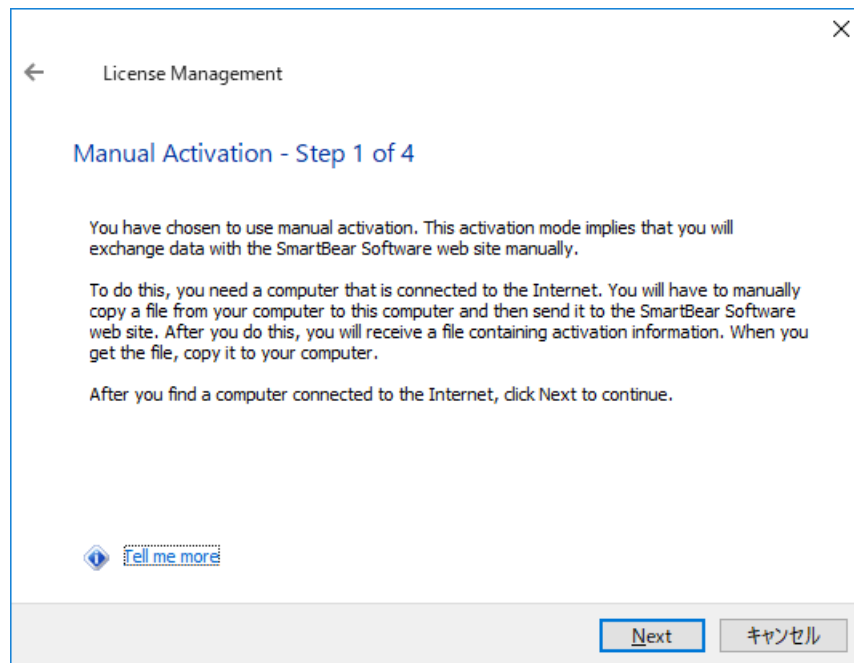 License Management
Manual Activation - Step 1 of 4
You have chosen to use manual activation. This activation mode implies that you will
exchange data with the SmartBear Software web site manually.
To do this, you need a computer that is connected to the Internet. You will have to manually
copy a file from your computer to this computer and then send it to the SmartBear Software
web site. After you do this, you will receive a file containing activation information. When you
get the file, copy it to your computer.
After you find a computer connected to the Internet, click Next to continue.
Tell me more
Next
キャンセル